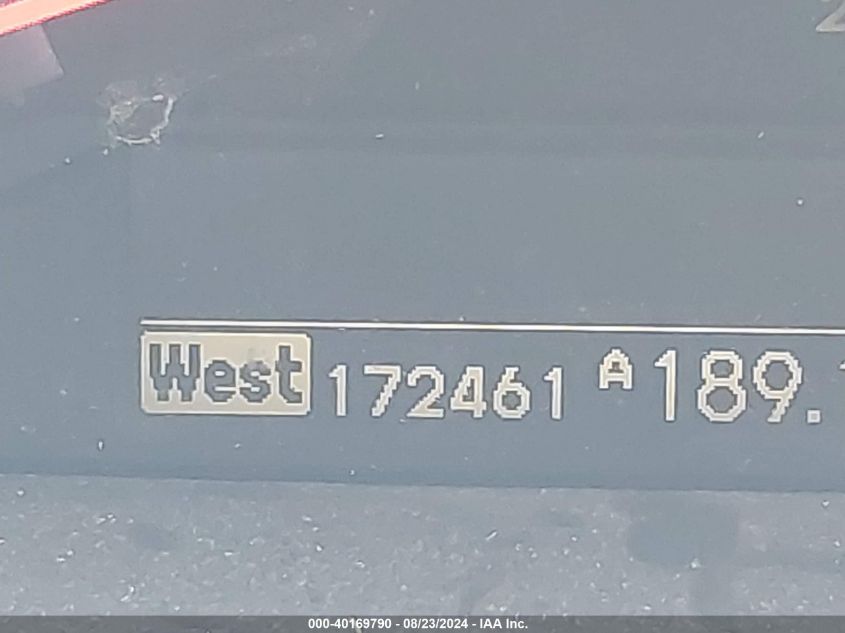 West 172461 A 189.
000-40169790 - 08/23/2024 - IAA Inc.